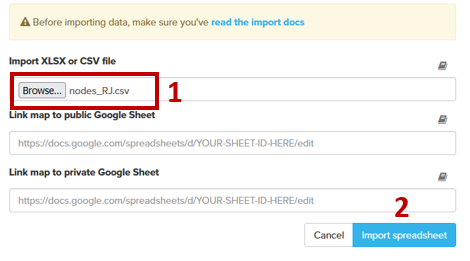 Before importing data, make sure you've read the import docs
Import XLSX or CSV file
Browse... nodes_RJ.csv 1
Link map to public Google Sheet
https://docs.google.com/spreadsheets/d/YOUR-SHEET-ID-HERE/edit
Link map to private Google Sheet
https://docs.google.com/spreadsheets/d/YOUR-SHEET-ID-HERE/edit
2
Cancel Import spreadsheet